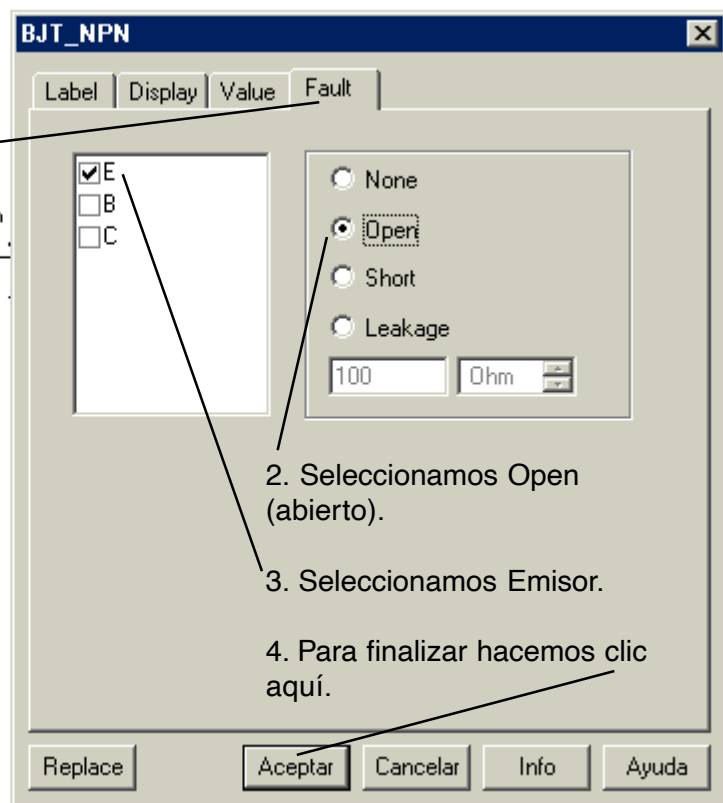 BJT_NPN
Label Display Value Fault
E
B
C
None
Open
Short
Leakage
100 Ohm
2. Seleccionamos Open
(abierto).
3. Seleccionamos Emisor.
4. Para finalizar hacemos clic
aquí.
Replace Aceptar Cancelar Info Ayuda